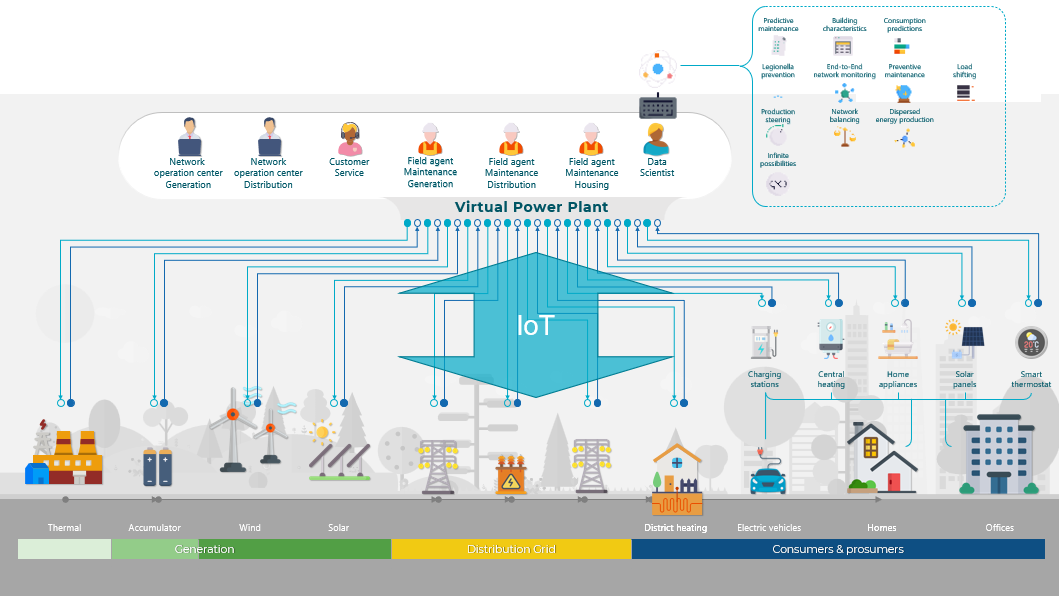 Predictive
maintenance
Building
characteristics
Consumption
predictions
Legionella
prevention
End-to-End
network monitoring
Preventive
maintenance
Load
shifting
Production
steering
Network
balancing
Dispersed
energy production
Infinite
possibilities
Network
operation center
Generation
Network
operation center
Distribution
Customer
Service
Field agent
Maintenance
Generation
Field agent
Maintenance
Distribution
Field agent
Maintenance
Housing
Data
Scientist
Virtual Power Plant
IoT
20°C
Charging
stations
Central
heating
Home
appliances
Solar
panels
Smart
thermostat
Thermal
Accumulator
Wind
Solar
District heating
Electric vehicles
Homes
Offices
Generation
Distribution Grid
Consumers & prosumers